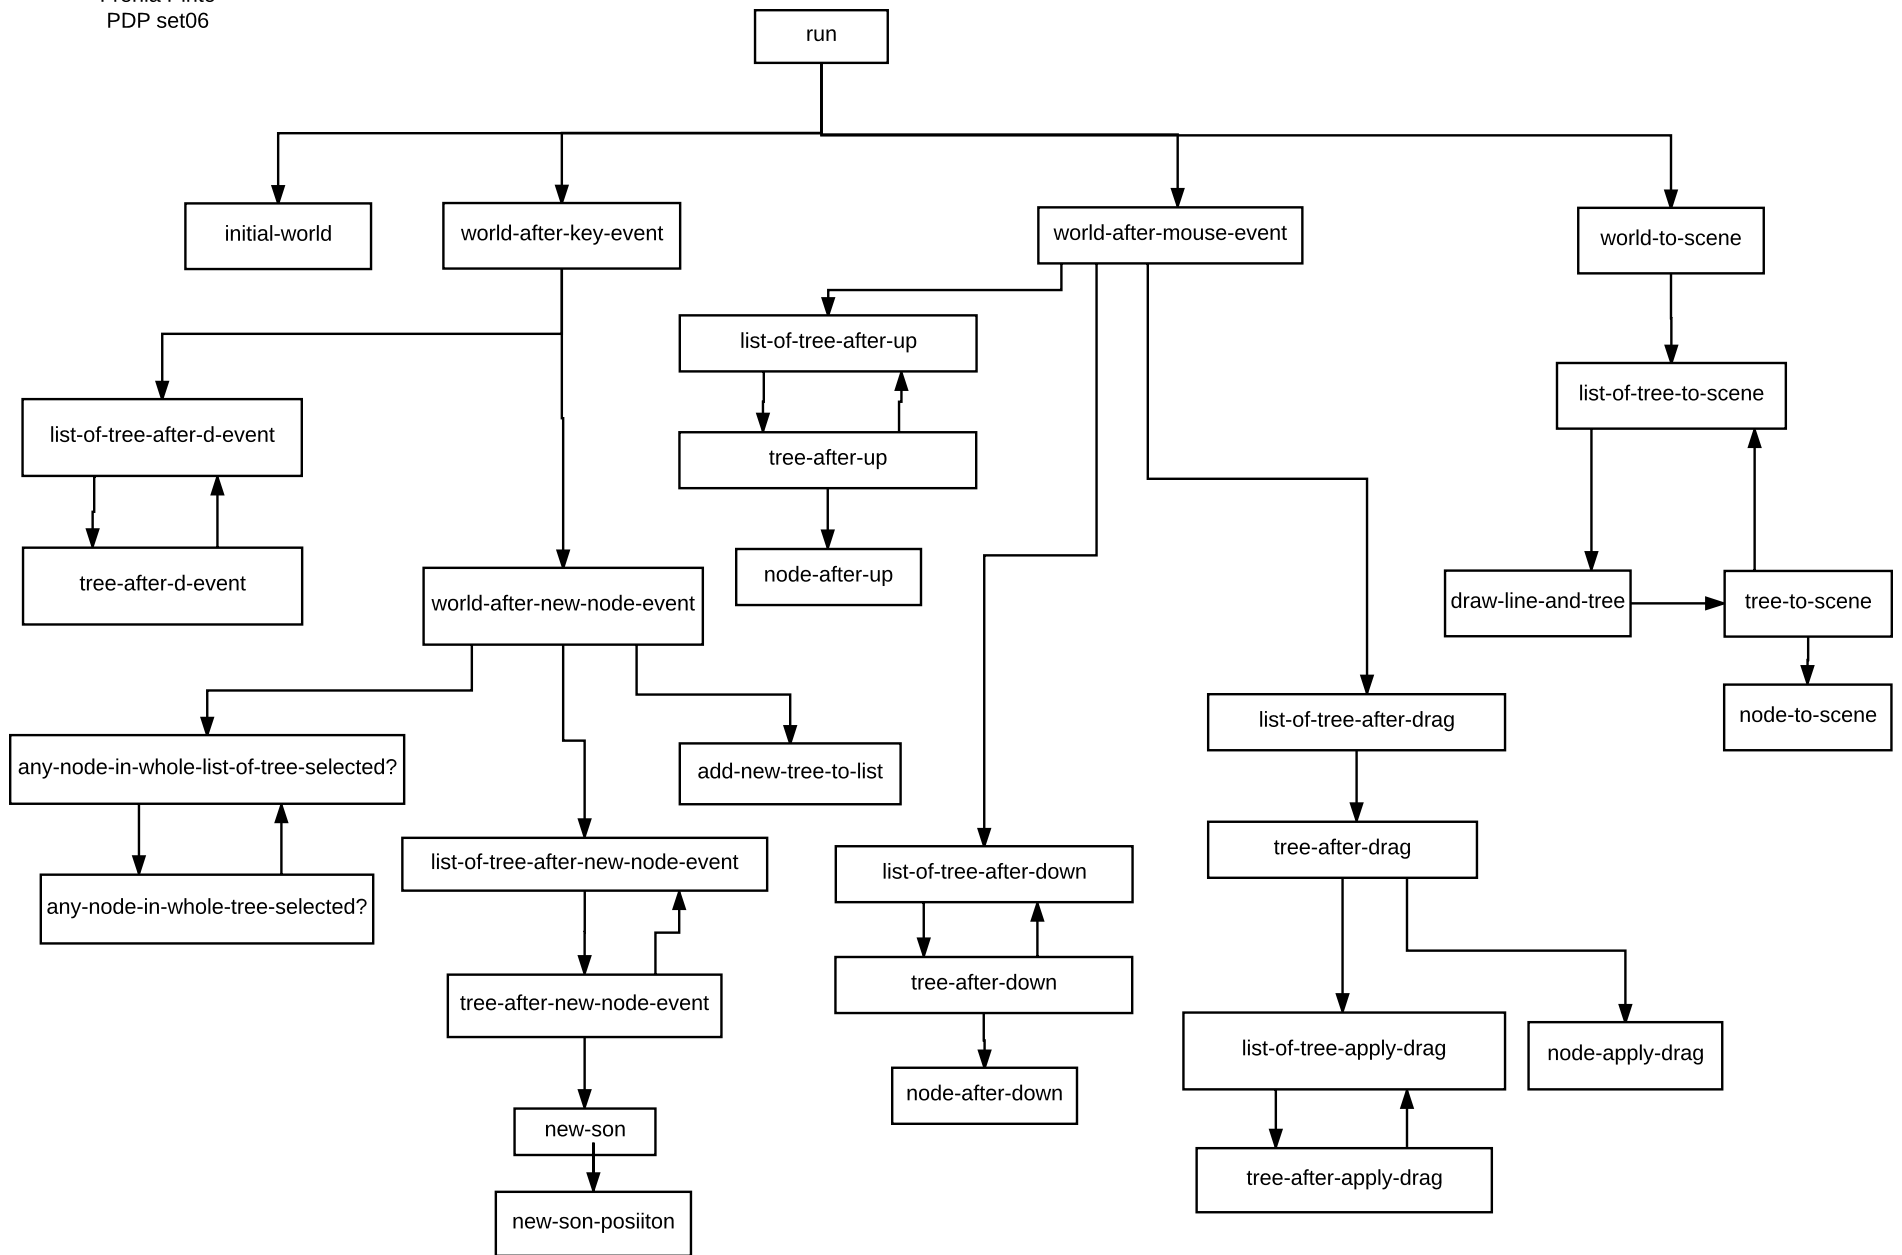 PDP set06
run
initial-world
world-after-key-event
world-after-mouse-event
world-to-scene
list-of-tree-after-up
list-of-tree-to-scene
list-of-tree-after-d-event
tree-after-up
tree-after-d-event
world-after-new-node-event
node-after-up
draw-line-and-tree
tree-to-scene
list-of-tree-after-drag
node-to-scene
any-node-in-whole-list-of-tree-selected?
add-new-tree-to-list
list-of-tree-after-new-node-event
list-of-tree-after-down
tree-after-drag
any-node-in-whole-tree-selected?
tree-after-new-node-event
tree-after-down
list-of-tree-apply-drag
node-apply-drag
node-after-down
new-son
tree-after-apply-drag
new-son-posiiton